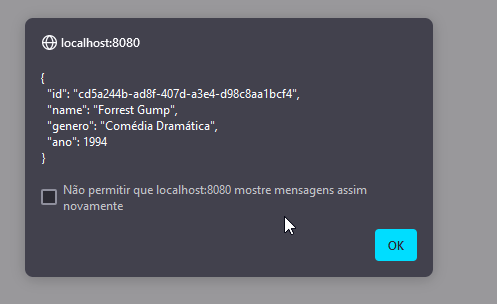 localhost:8080
{
"id": "cd5a244b-ad8f-407d-a3e4-d98c8aa1bcf4",
"name": "Forrest Gump",
"genero": "Comédia Dramática",
"ano": 1994
}
Não permitir que localhost:8080 mostre mensagens assim
novamente
OK